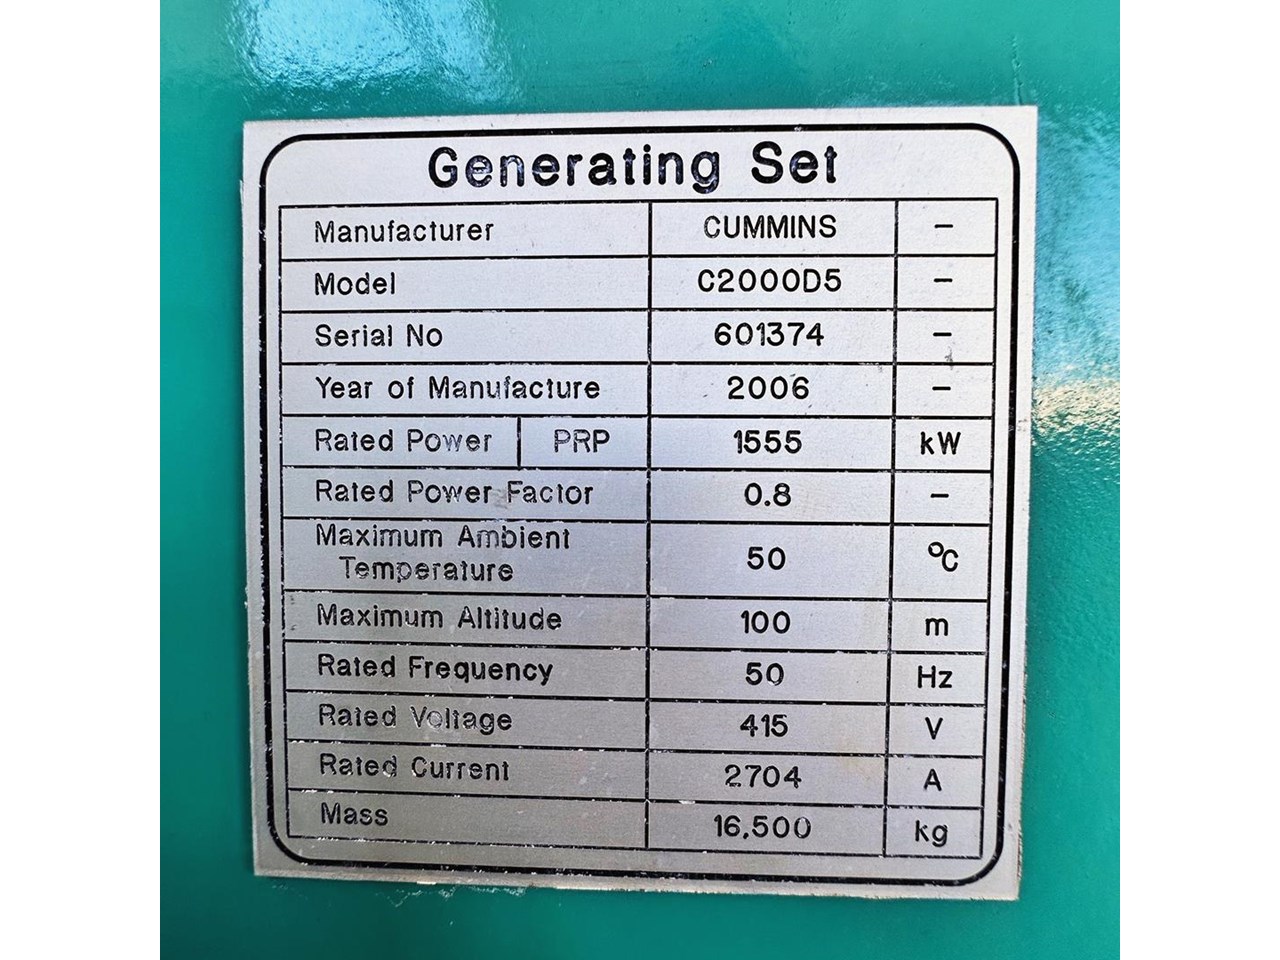 Generating Set
Manufacturer CUMMINS –
Model C2000D5 –
Serial No 601374 –
Year of Manufacture 2006 –
Rated Power PRP 1555 kW
Rated Power Factor 0.8 –
Maximum Ambient
Temperature 50 °C
Maximum Altitude 100 m
Rated Frequency 50 Hz
Rated Voltage 415 V
Rated Current 2704 A
Mass 16,500 kg